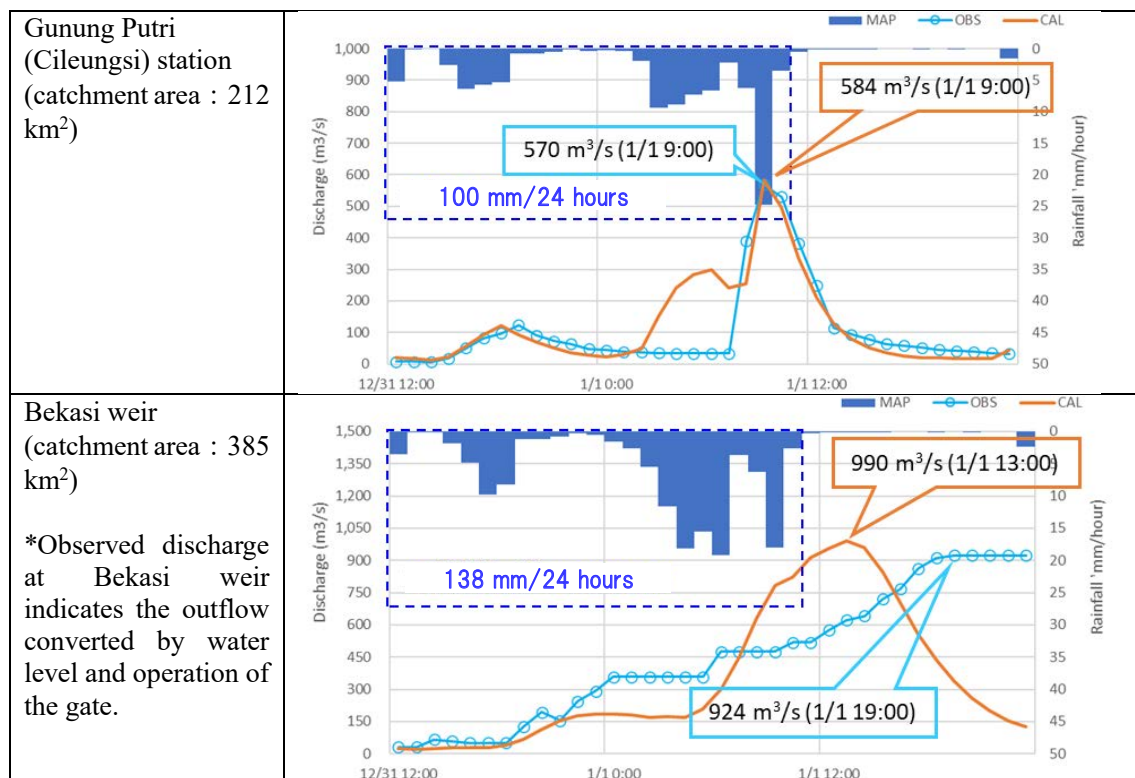 Gunung Putri
(Cileungsi) station
(catchment area : 212
km²)
MAP OBS CAL
1,000
900
800
700
600
500
400
300
200
100
0
Discharge (m3/s)
0
5
10
15
20
25
30
35
40
45
50
Rainfall `mm/hour)
584 m³/s (1/1 9:00)
570 m³/s (1/1 9:00)
100 mm/24 hours
12/31 12:00 1/1 0:00 1/1 12:00
Bekasi weir
(catchment area : 385
km²)
*Observed discharge
at Bekasi weir
indicates the outflow
converted by water
level and operation of
the gate.
MAP OBS CAL
1,500
1,350
1,200
1,050
900
750
600
450
300
150
0
Discharge (m3/s)
0
10
15
20
25
30
35
40
45
50
Rainfall `mm/hour)
990 m³/s (1/1 13:00)
138 mm/24 hours
924 m³/s (1/1 19:00)
12/31 12:00 1/1 0:00 1/1 12:00